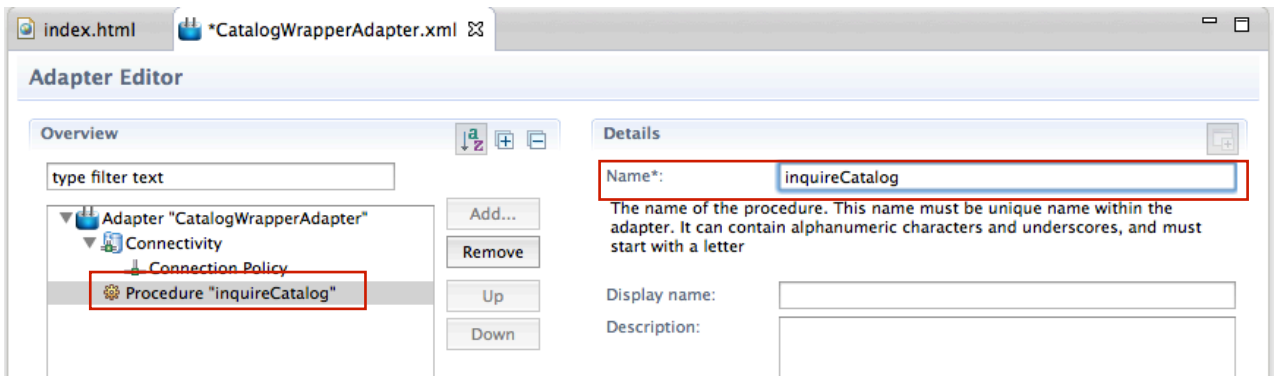 index.html
*CatalogWrapperAdapter.xml
Adapter Editor
Overview
type filter text
Adapter "CatalogWrapperAdapter"
Connectivity
Connection Policy
Procedure "inquireCatalog"
Add...
Remove
Up
Down
Details
Name*:
inquireCatalog
The name of the procedure. This name must be unique name within the
adapter. It can contain alphanumeric characters and underscores, and must
start with a letter
Display name:
Description: